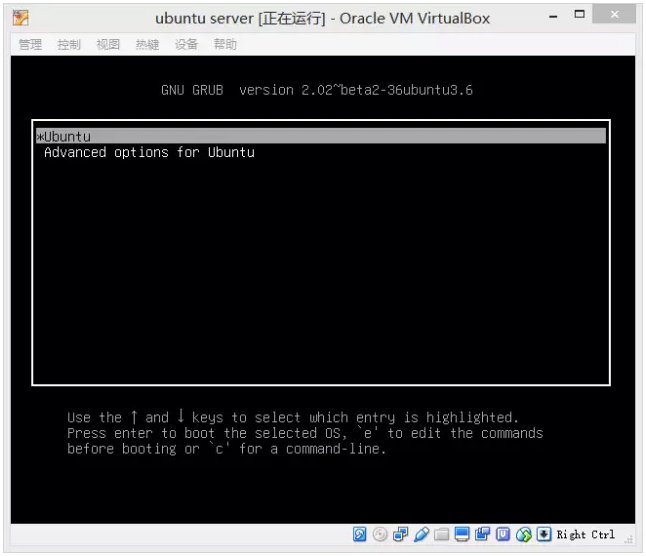 ubuntu server [正在运行] - Oracle VM VirtualBox
管理 控制 视图 热键 设备 帮助
GNU GRUB version 2.02~beta2-36ubuntu3.6
*Ubuntu
Advanced options for Ubuntu
Use the ↑ and ↓ keys to select which entry is highlighted.
Press enter to boot the selected OS, `e' to edit the commands
before booting or `c' for a command-line.
Right Ctrl